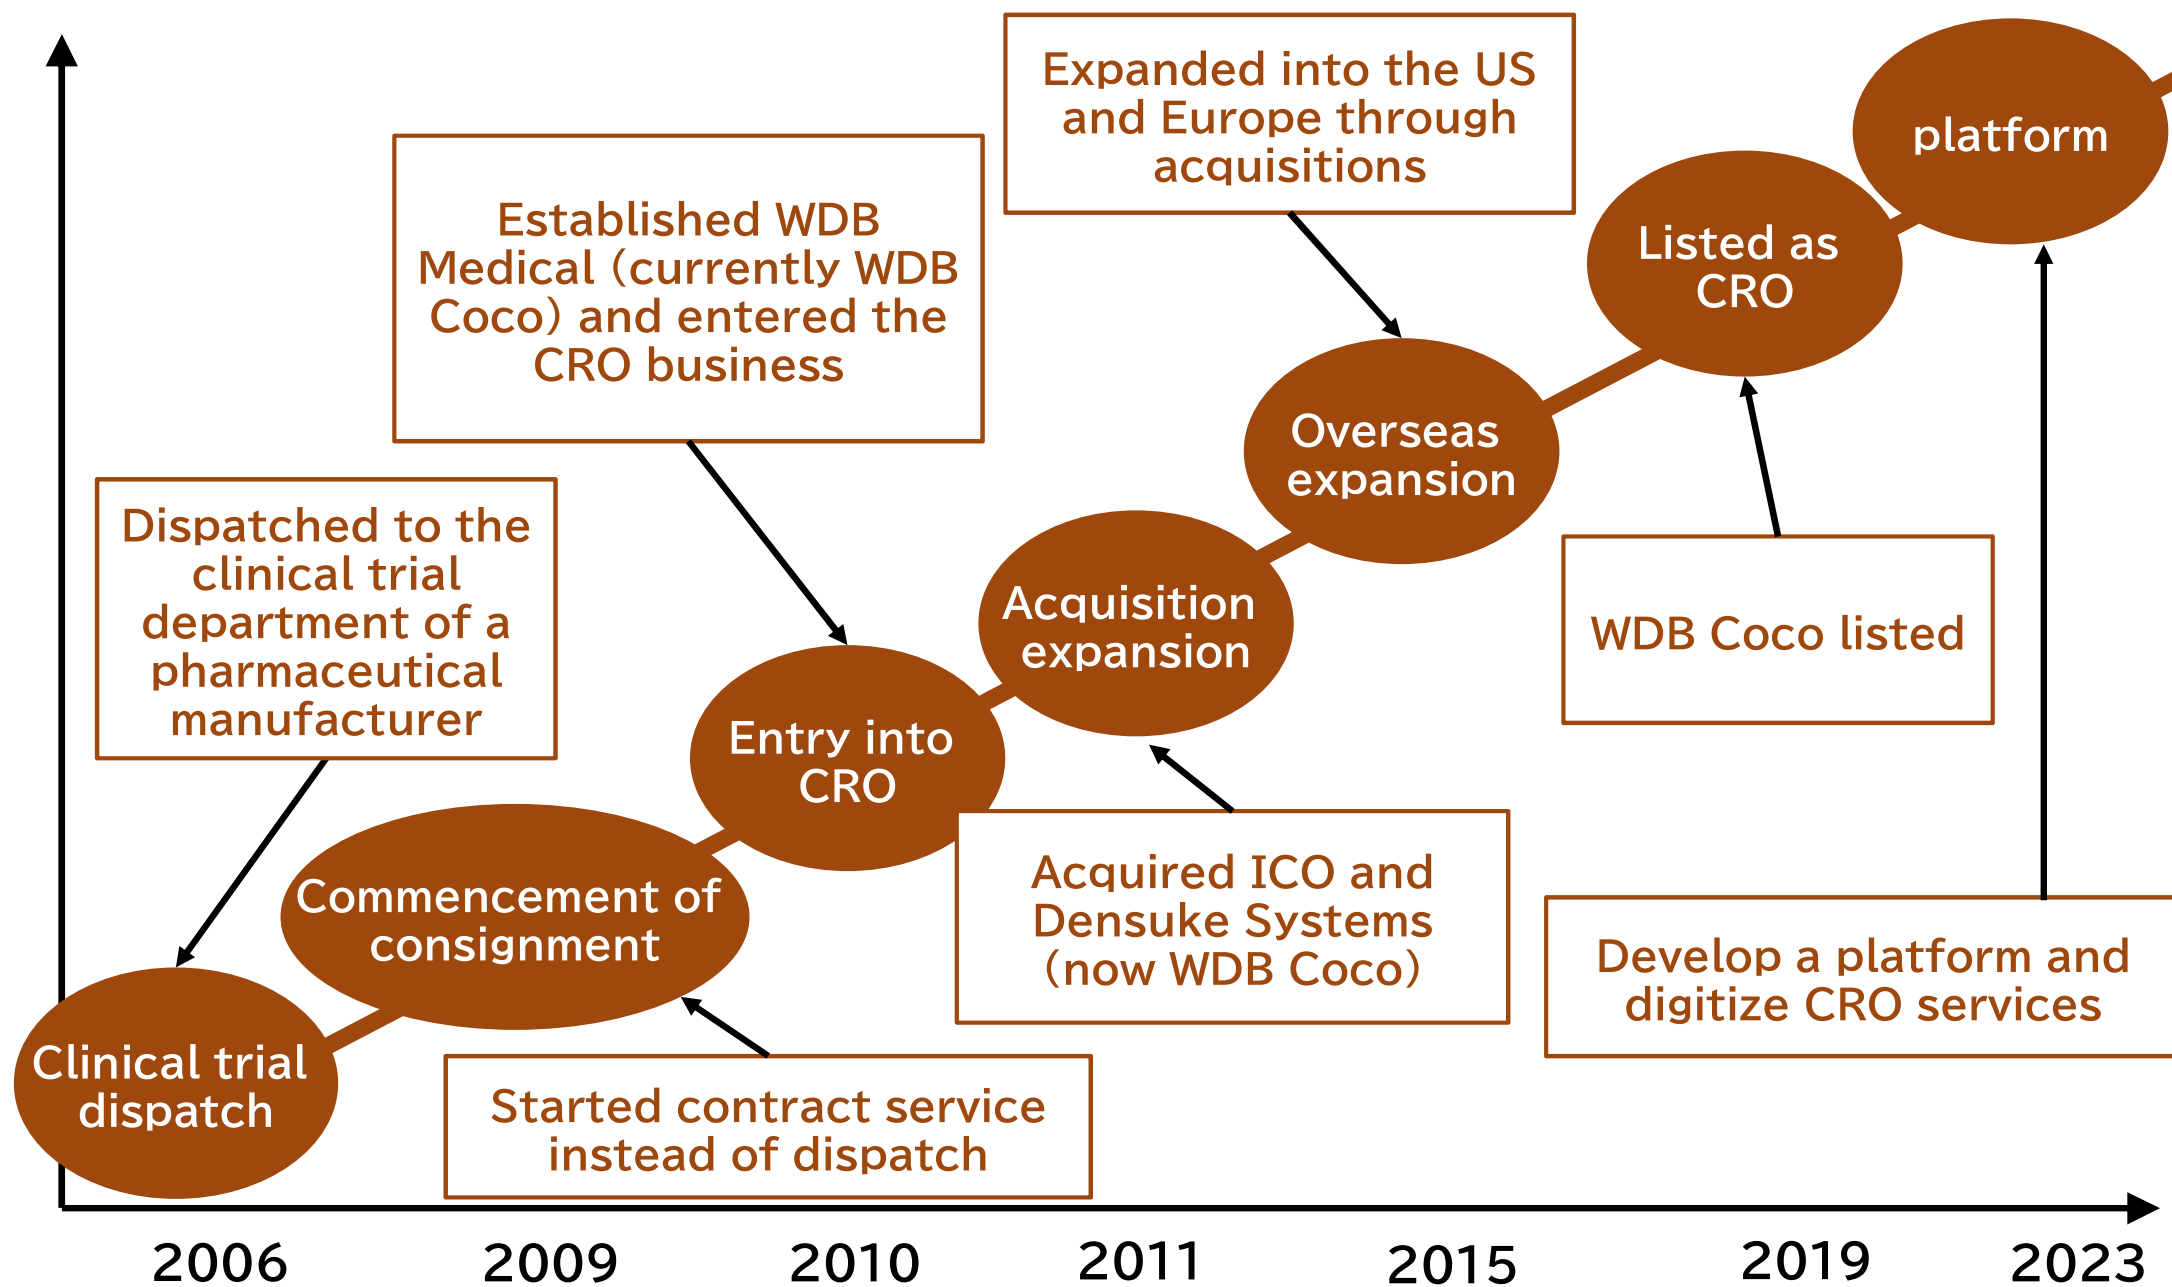 Expanded into the US
and Europe through
acquisitions
platform
Established WDB
Medical (currently WDB
Coco) and entered the
CRO business
Listed as
CRO
Overseas
expansion
Dispatched to the
clinical trial
department of a
pharmaceutical
manufacturer
Acquisition
expansion
WDB Coco listed
Entry into
CRO
Commencement of
consignment
Acquired ICO and
Densuke Systems
(now WDB Coco)
Develop a platform and
digitize CRO services
Clinical trial
dispatch
Started contract service
instead of dispatch
2006
2009
2010
2011
2015
2019
2023